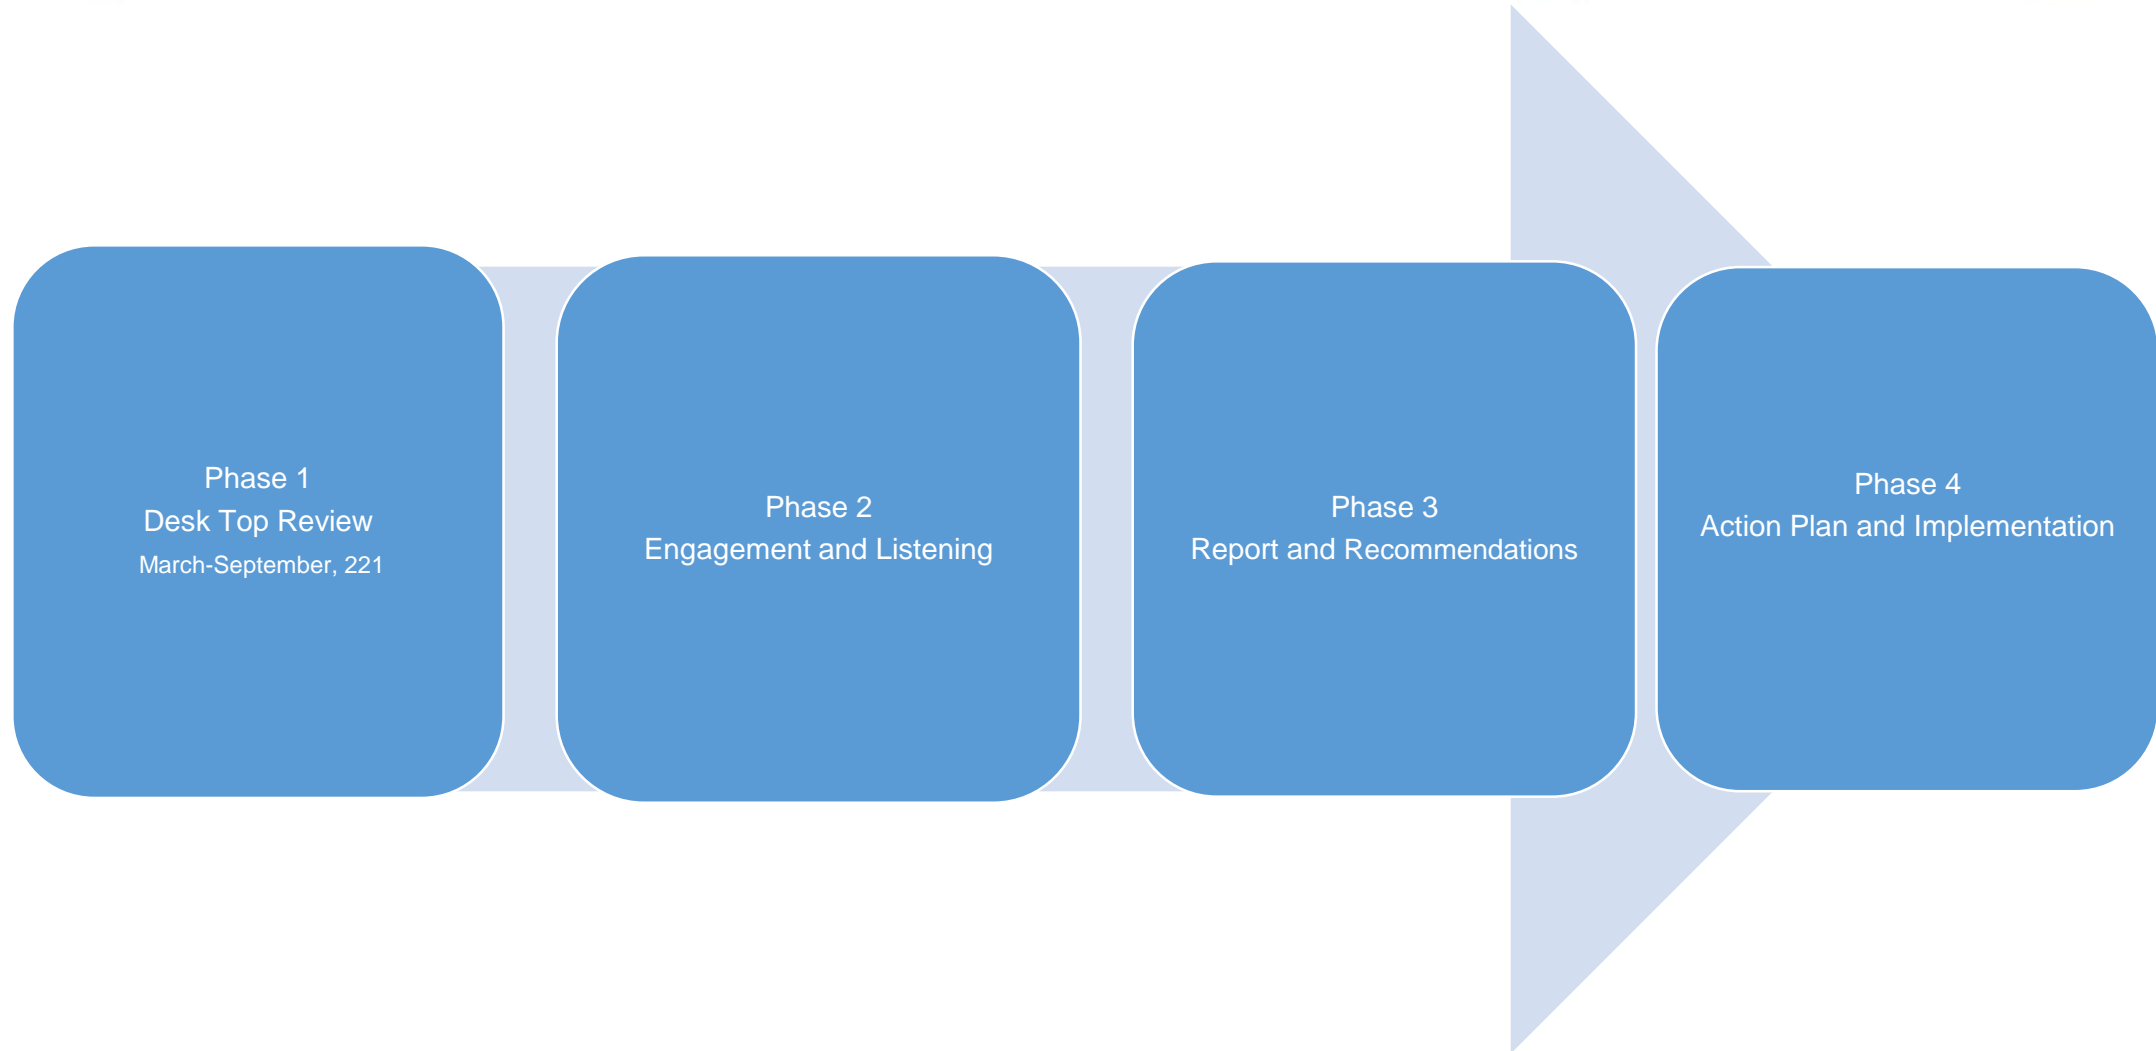 Phase 1
Desk Top Review
March-September, 221
Phase 2
Engagement and Listening
Phase 3
Report and Recommendations
Phase 4
Action Plan and Implementation